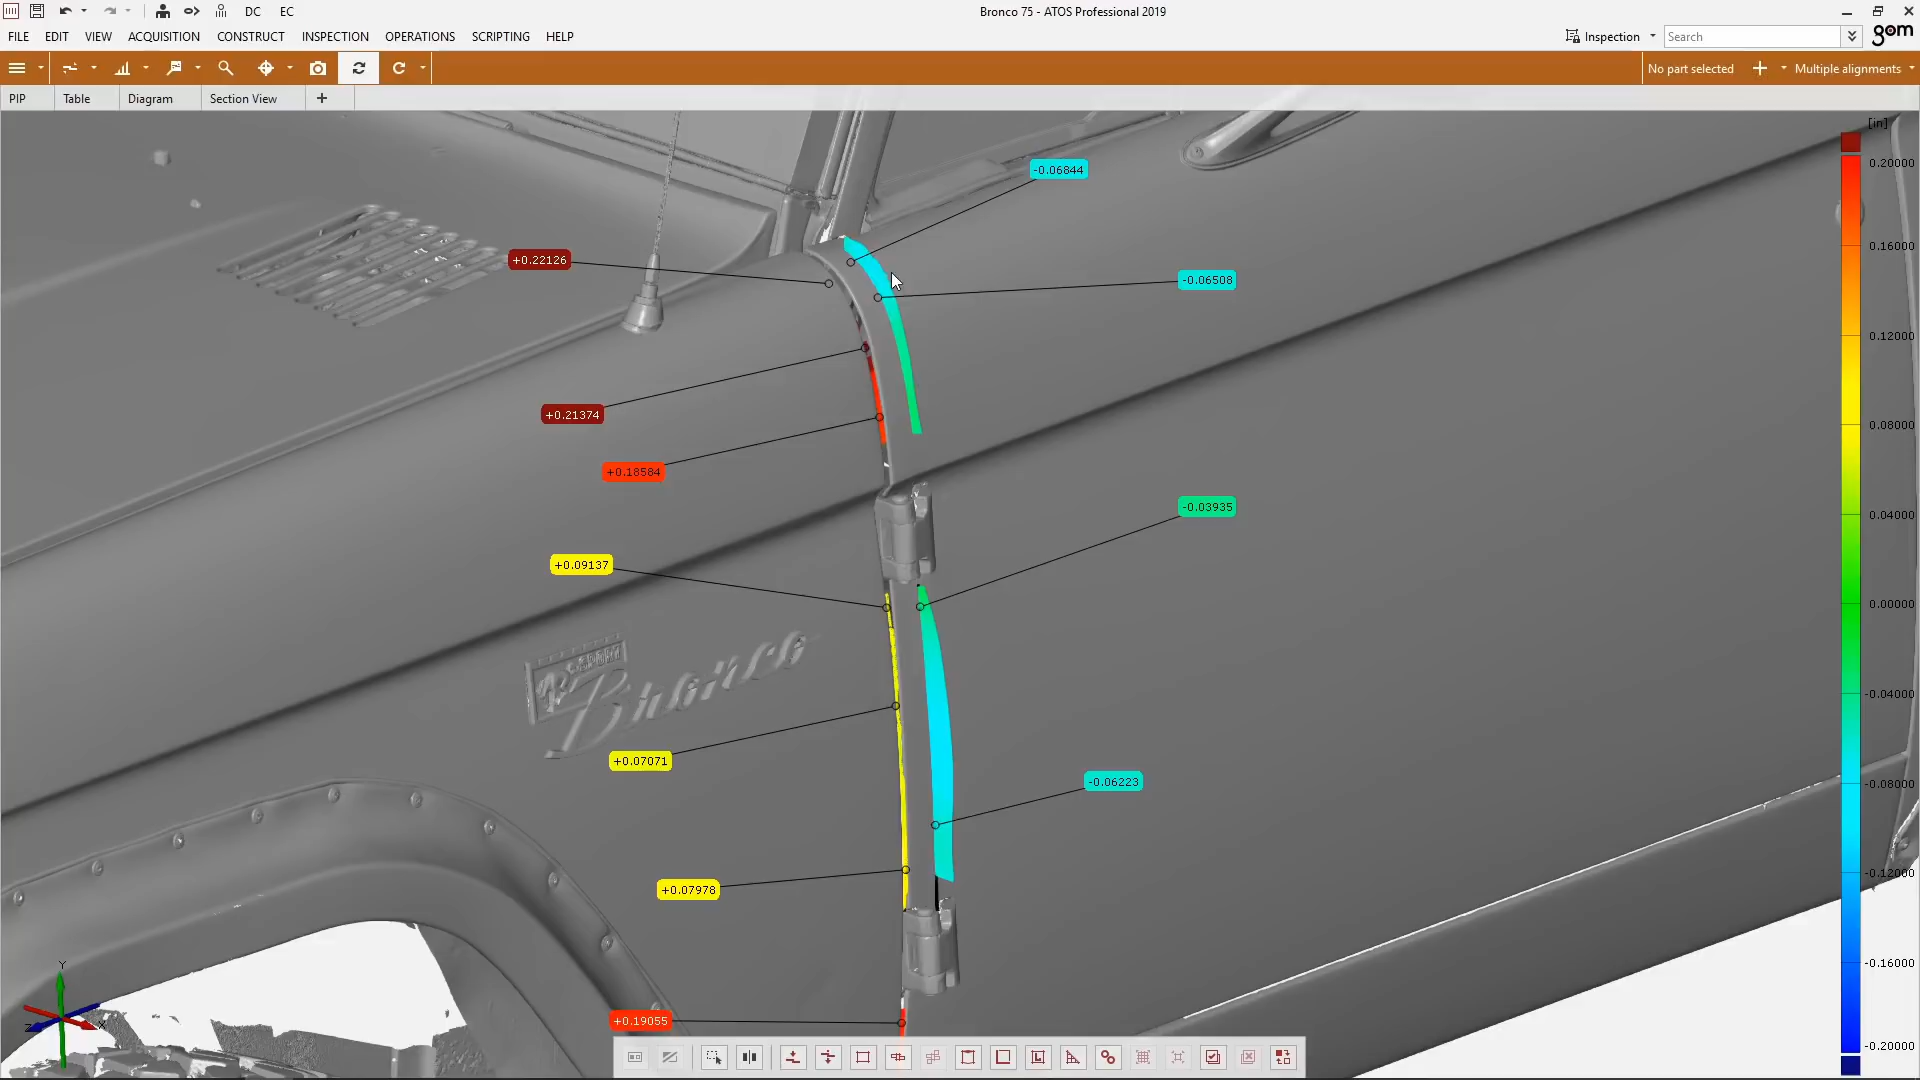 DC EC
Bronco 75 - ATOS Professional 2019
FILE EDIT VIEW ACQUISITION CONSTRUCT INSPECTION OPERATIONS SCRIPTING HELP
Inspection
Search
gom
No part selected
Multiple alignments
PIP Table Diagram Section View
[in]
0.20000
0.16000
0.12000
0.08000
0.04000
0.00000
-0.04000
-0.08000
-0.12000
-0.16000
-0.20000
-0.06844
+0.22126
-0.06508
+0.21374
+0.18584
-0.03935
+0.09137
Bronco
+0.07071
-0.06223
+0.07978
+0.19055
Y
Z
X